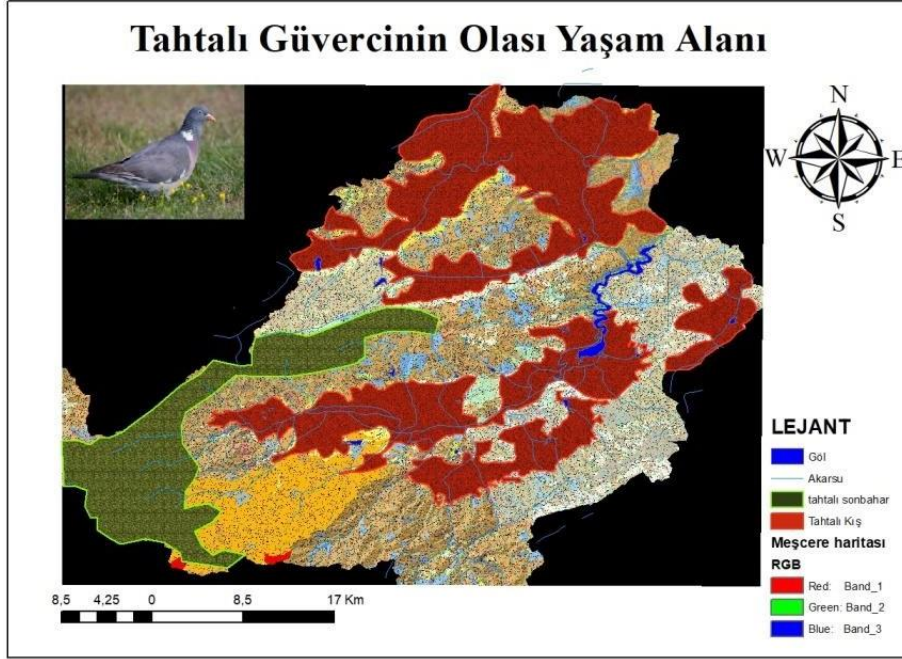 Tahtalı Güvercinin Olası Yaşam Alanı
N
W
E
S
LEJANT
Göl
Akarsu
tahtalı sonbahar
Tahtalı Kış
Meşcere haritası
RGB
Red: Band_1
Green: Band_2
Blue: Band_3
8,5 4,25 0 8,5 17 Km